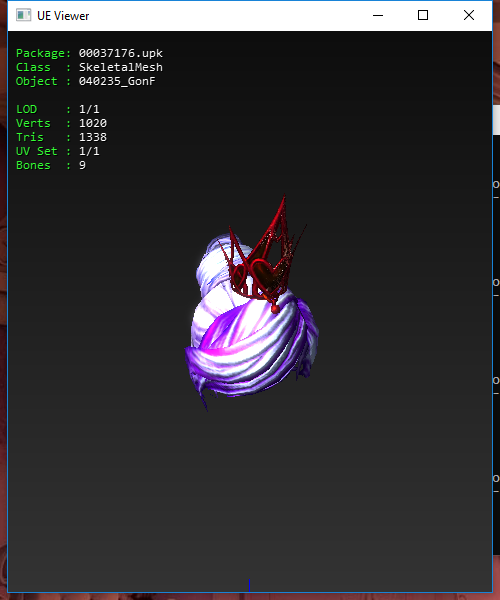 UE Viewer
Package: 00037176.upk
Class : SkeletalMesh
Object : 040235_GonF
LOD : 1/1
Verts : 1020
Tris : 1338
UV Set : 1/1
Bones : 9